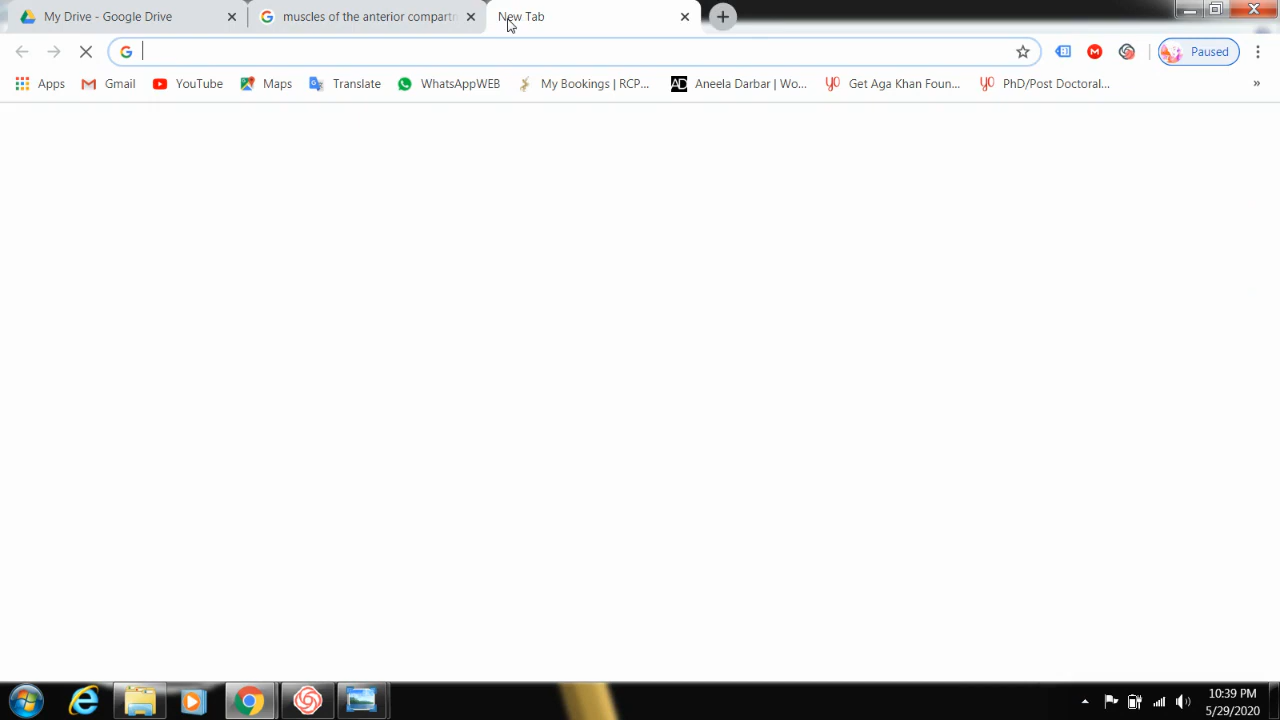 My Drive - Google Drive
muscles of the anterior compartm
New Tab
Paused
Apps
Gmail
YouTube
Maps
Translate
WhatsAppWEB
My Bookings | RCP...
Aneela Darbar | Wo...
Get Aga Khan Foun...
PhD/Post Doctoral...
»
10:39 PM
5/29/2020